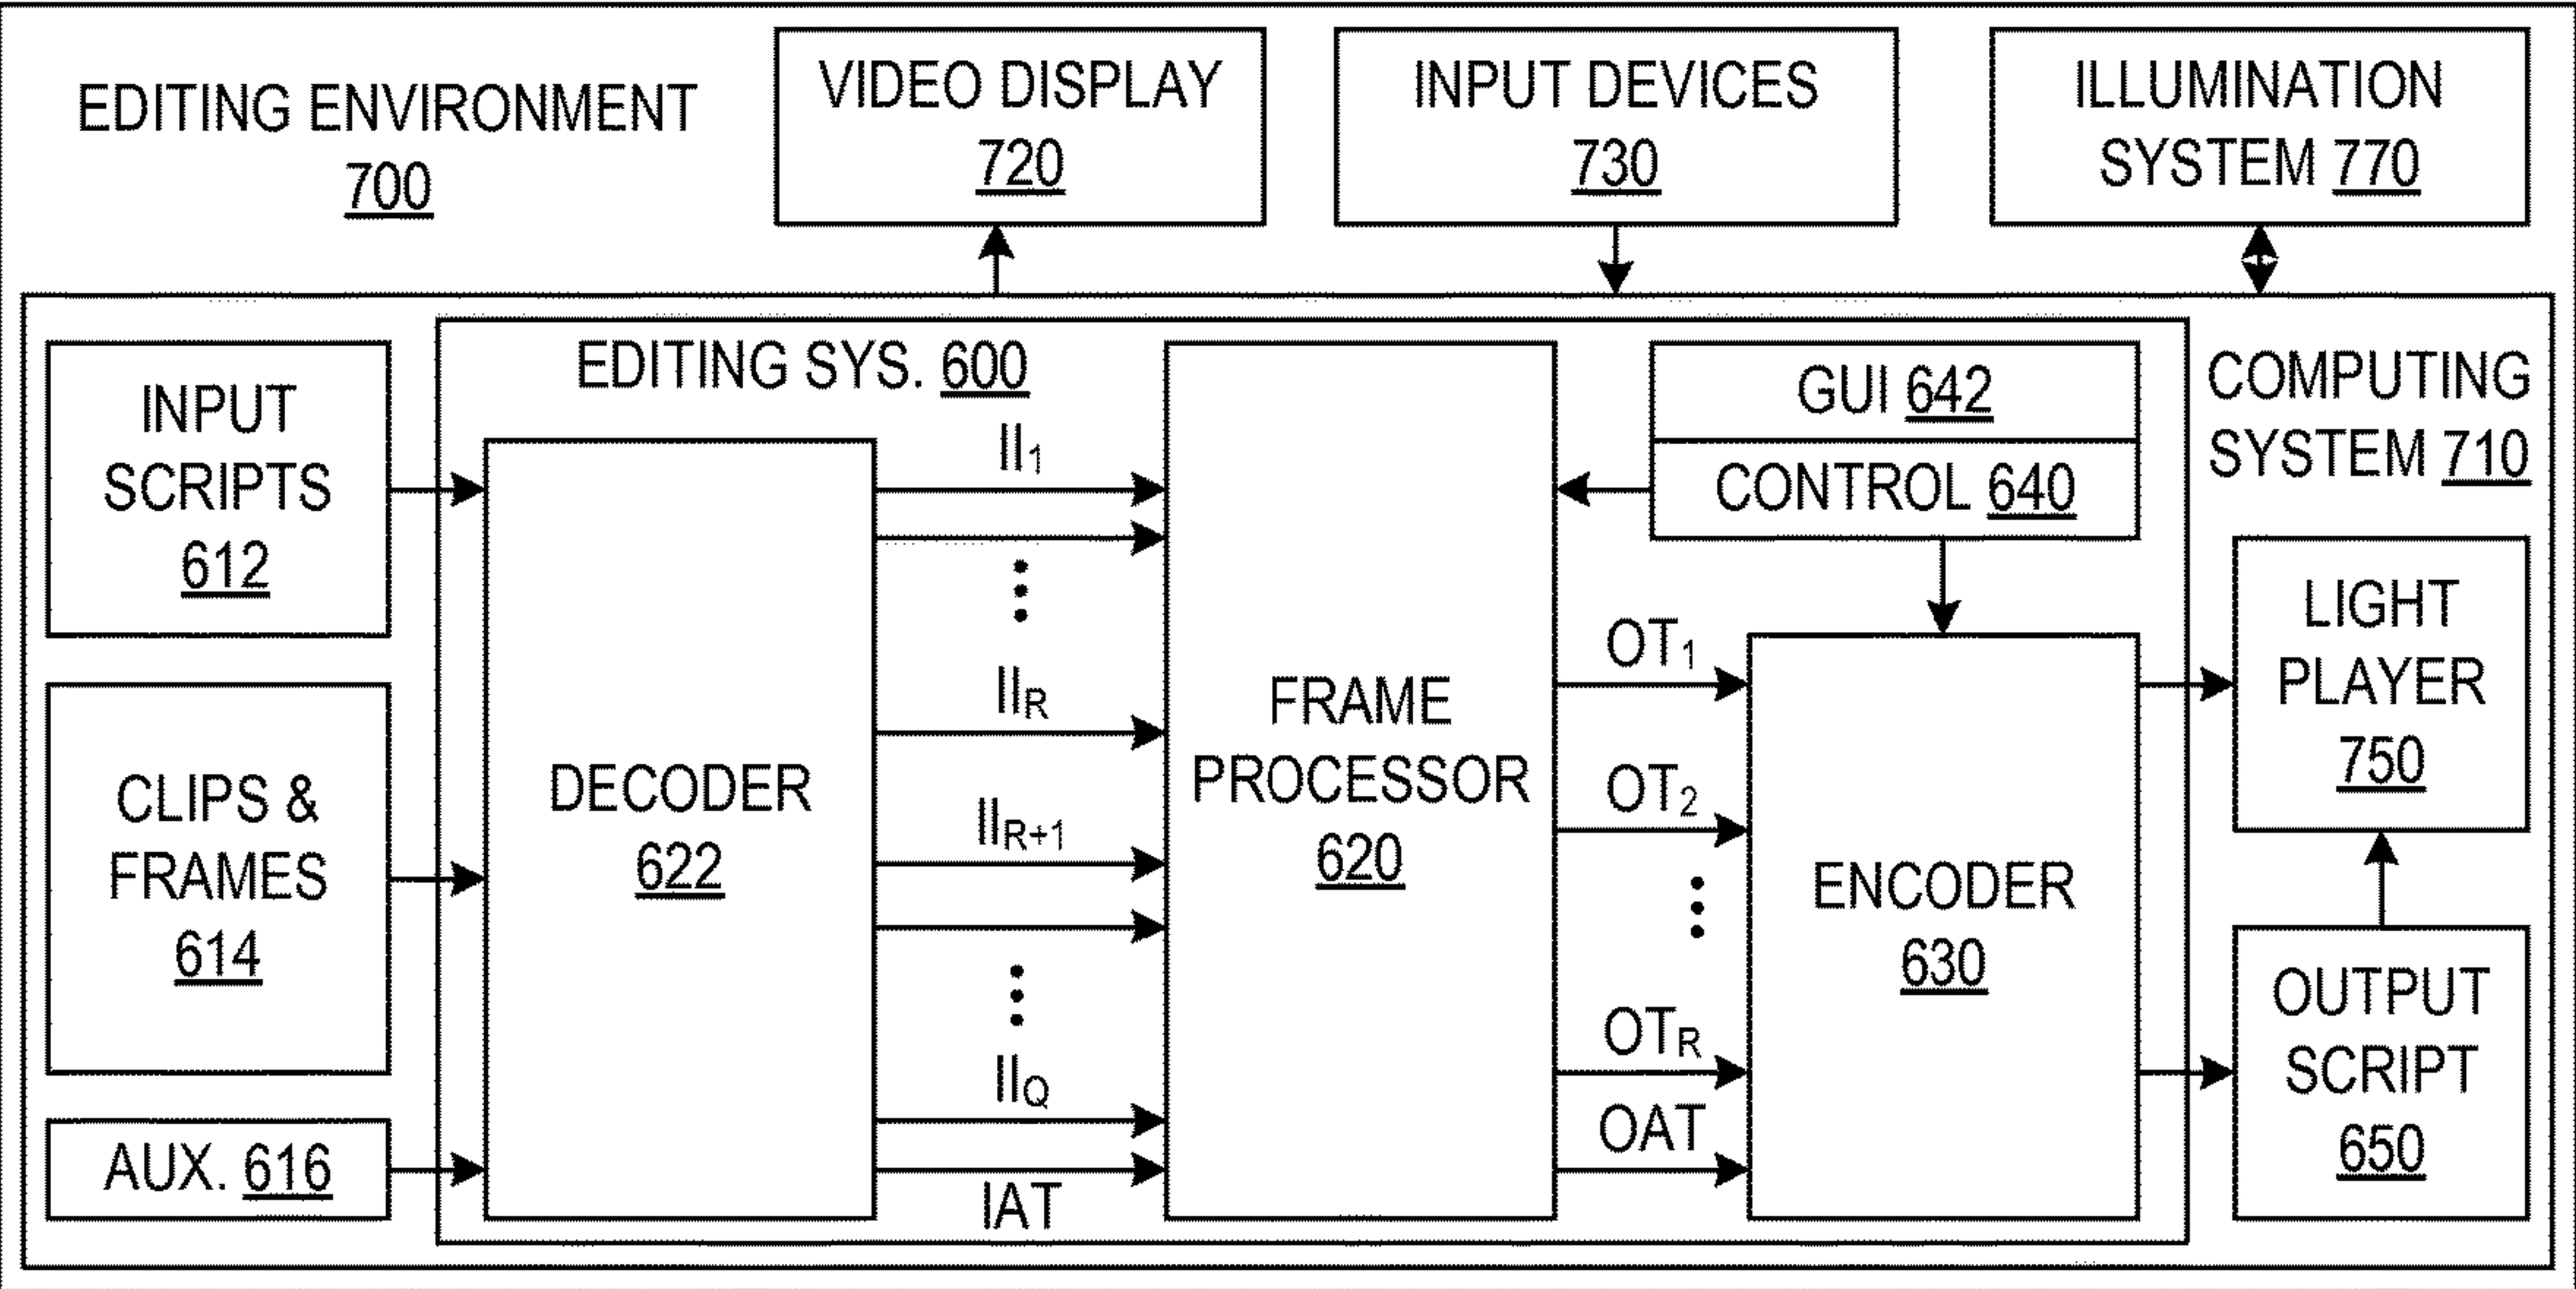 EDITING ENVIRONMENT
700
VIDEO DISPLAY
720
INPUT DEVICES
730
ILLUMINATION
SYSTEM 770
INPUT
SCRIPTS
612
CLIPS &
FRAMES
614
AUX. 616
EDITING SYS. 600
DECODER
622
II1
IIR
IIR+1
IIQ
IAT
FRAME
PROCESSOR
620
GUI 642
CONTROL 640
OT1
OT2
OTR
OAT
ENCODER
630
COMPUTING
SYSTEM 710
LIGHT
PLAYER
750
OUTPUT
SCRIPT
650